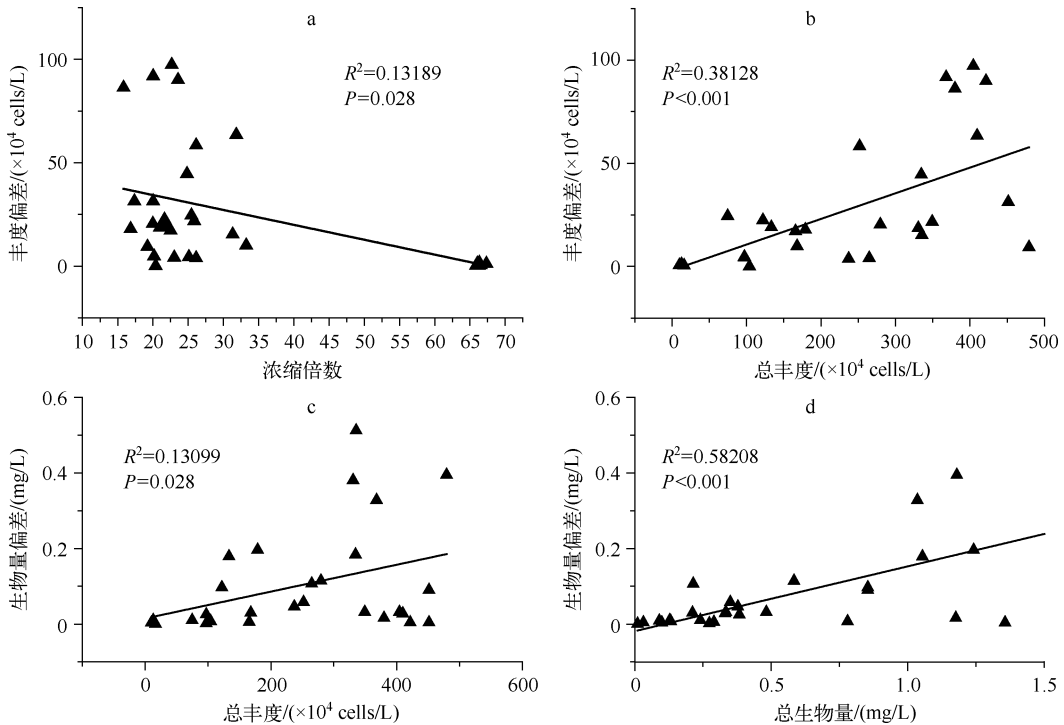 a
丰度偏差/(×10⁴ cells/L)
100
50
0
R²=0.13189
P=0.028
10 15 20 25 30 35 40 45 50 55 60 65 70
浓缩倍数
b
丰度偏差/(×10⁴ cells/L)
100
50
0
R²=0.38128
P<0.001
0 100 200 300 400 500
总丰度/(×10⁴ cells/L)
c
生物量偏差/(mg/L)
0.6
0.4
0.2
0
R²=0.13099
P=0.028
0 200 400 600
总丰度/(×10⁴ cells/L)
d
生物量偏差/(mg/L)
0.6
0.4
0.2
0
R²=0.58208
P<0.001
0 0.5 1.0 1.5
总生物量/(mg/L)